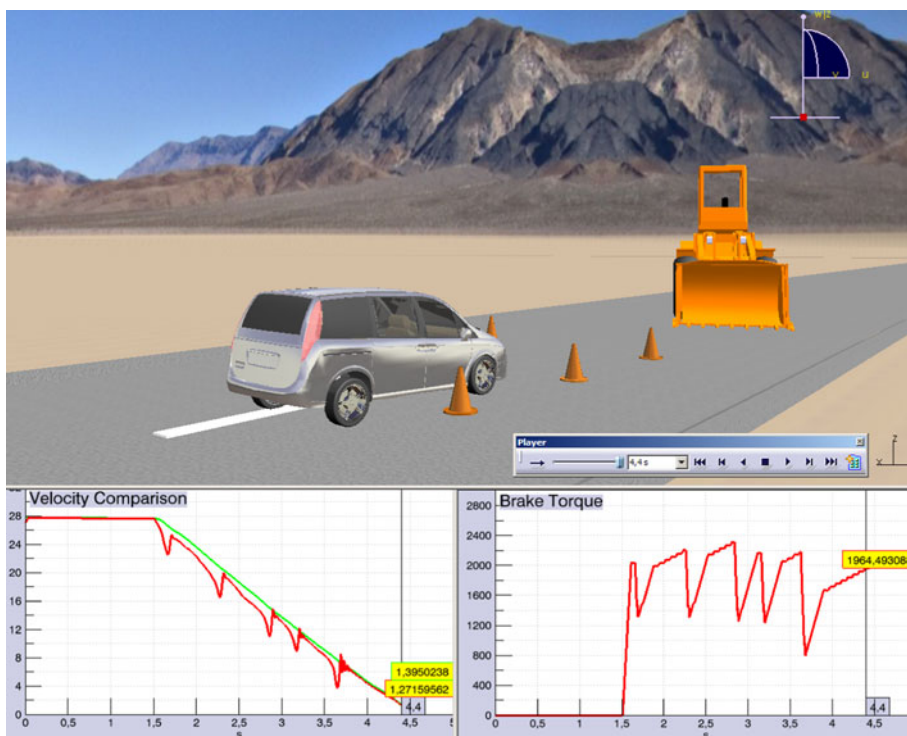 w|z
v
u
Player
4,4 s
z
x
Velocity Comparison
28
24
20
16
12
8
4
0
1,3950238
1,27159562
4,4
0 0,5 1 1,5 2 2,5 3 3,5 4
Brake Torque
2800
2400
2000
1600
1200
800
400
0
1964,493088
4,4
0 0,5 1 1,5 2 2,5 3 3,5 4 4,5 5